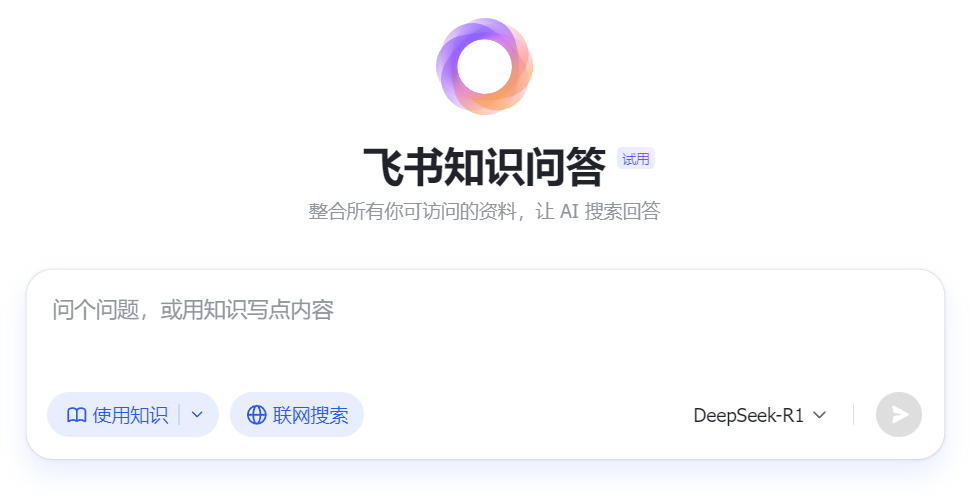 飞书知识问答 试用
整合所有你可访问的资料，让 AI 搜索回答
问个问题，或用知识写点内容
使用知识 联网搜索 DeepSeek-R1